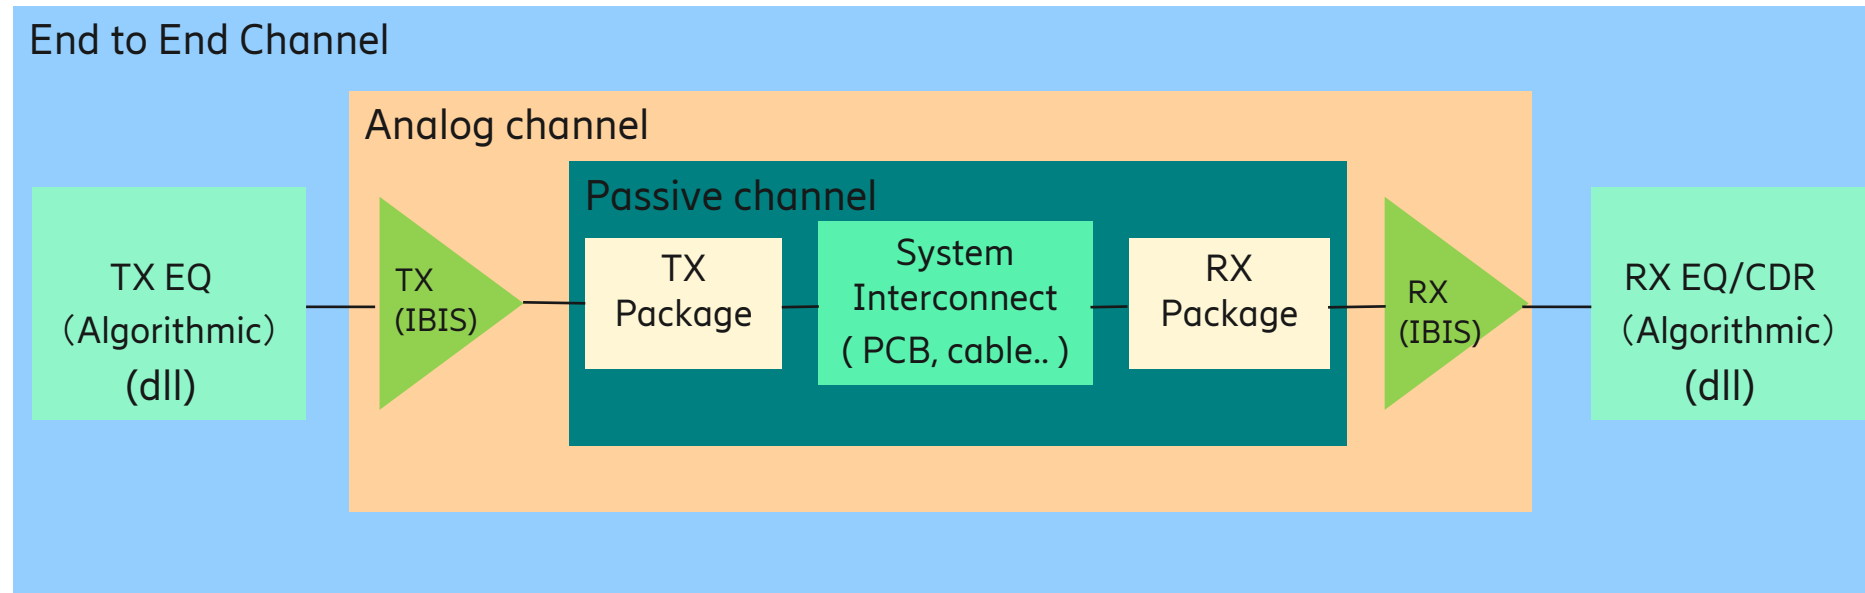 End to End Channel
Analog channel
Passive channel
TX EQ
（Algorithmic）
(dll)
TX
(IBIS)
TX
Package
System
Interconnect
( PCB, cable.. )
RX
Package
RX
(IBIS)
RX EQ/CDR
（Algorithmic）
(dll)